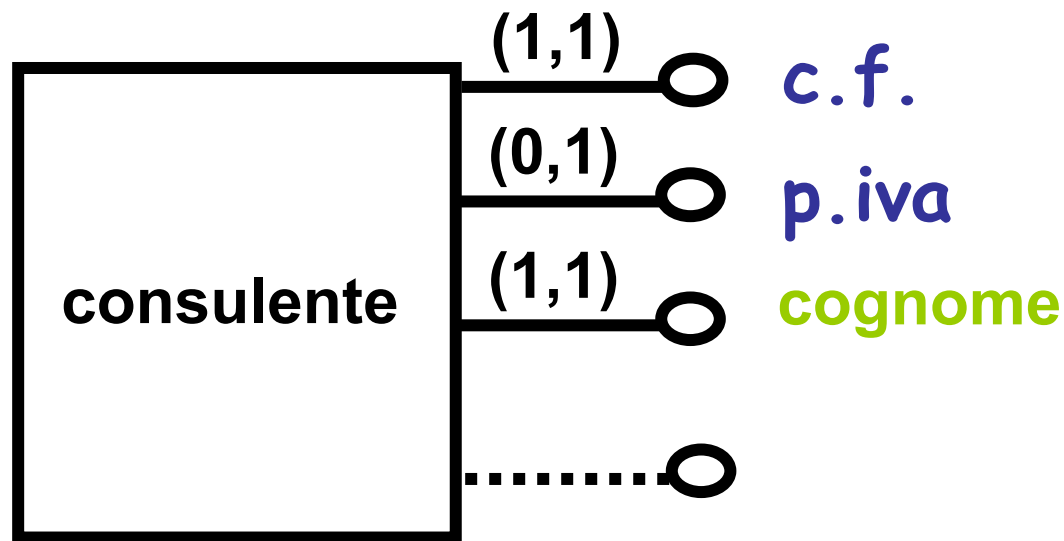 (1,1) c.f.
(0,1) p.iva
(1,1)
consulente cognome